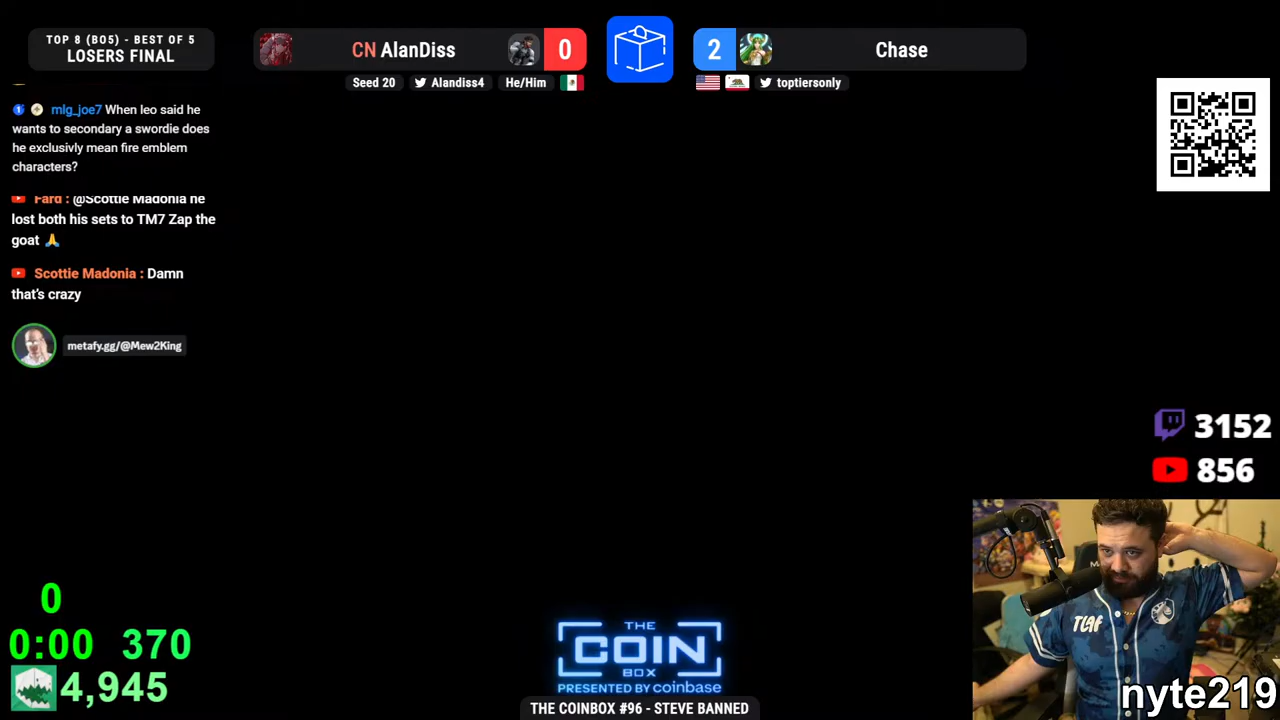 TOP 8 (BO5) - BEST OF 5
LOSERS FINAL
CN AlanDiss
0
2
Chase
Seed 20
Alandiss4
He/Him
toptiersonly
mlg_joe7 When leo said he
wants to secondary a swordie does
he exclusivly mean fire emblem
characters?
Fard : @Scottie Madonia he
lost both his sets to TM7 Zap the
goat 🙏
Scottie Madonia : Damn
that's crazy
metafy.gg/@Mew2King
3152
856
0
0:00 370
4,945
THE
COIN
BOX
PRESENTED BY coinbase
THE COINBOX #96 - STEVE BANNED
TLAF
nyte219